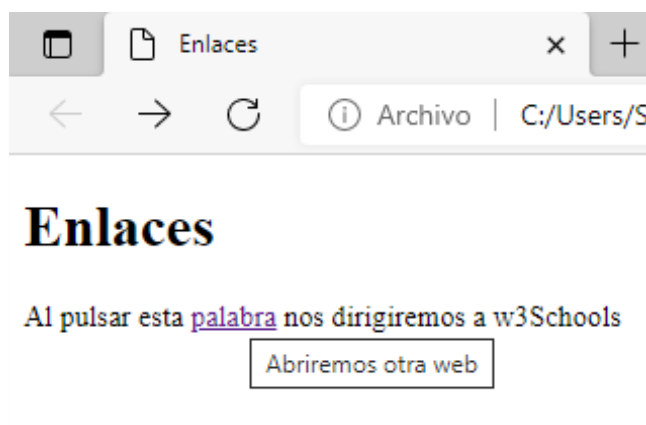 Enlaces
Archivo | C:/Users/S
Enlaces
Al pulsar esta palabra nos dirigiremos a w3Schools
Abriremos otra web